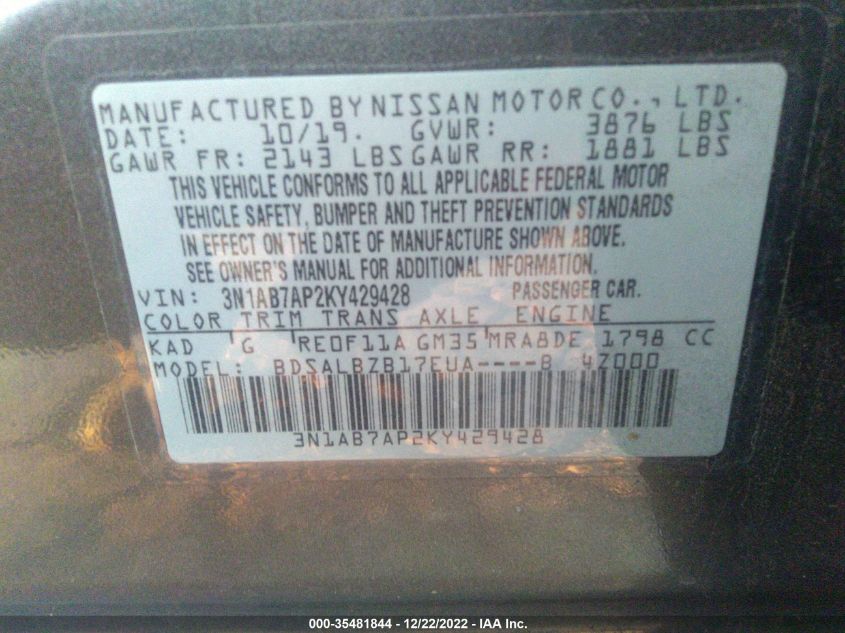 MANUFACTURED BY NISSAN MOTOR CO., LTD.
DATE: 10/19. GVWR: 3876 LBS
GAWR FR: 2143 LBS GAWR RR: 1881 LBS
THIS VEHICLE CONFORMS TO ALL APPLICABLE FEDERAL MOTOR
VEHICLE SAFETY, BUMPER AND THEFT PREVENTION STANDARDS
IN EFFECT ON THE DATE OF MANUFACTURE SHOWN ABOVE.
SEE OWNER'S MANUAL FOR ADDITIONAL INFORMATION.
VIN: 3N1AB7AP2KY429428 PASSENGER CAR.
COLOR TRIM TRANS AXLE ENGINE
KAD G RE0F11A GM35 MRA8DE 1798 CC
MODEL: BDSALBZB17EUA----B 4Z000
3N1AB7AP2KY429428
000-35481844 - 12/22/2022 - IAA Inc.